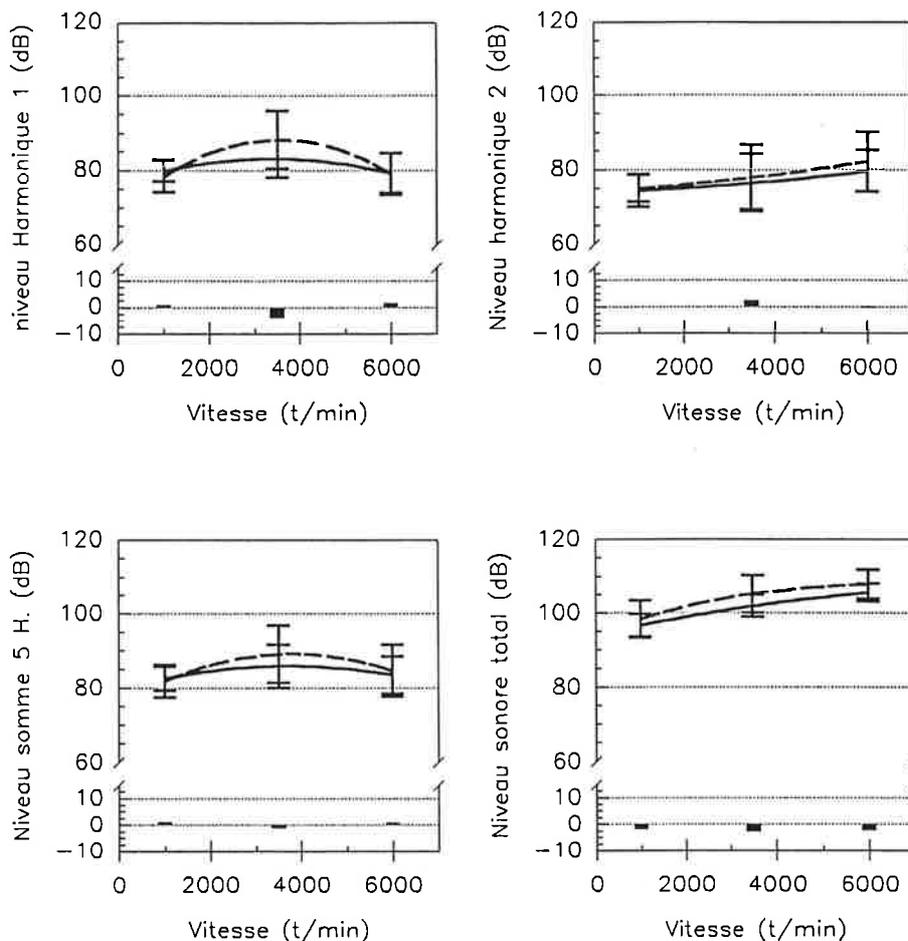 niveau Harmonique 1 (dB)
120
100
80
60
10
0
−10
0 2000 4000 6000
Vitesse (t/min)
Niveau harmonique 2 (dB)
120
100
80
60
10
0
−10
0 2000 4000 6000
Vitesse (t/min)
Niveau somme 5 H. (dB)
120
100
80
60
10
0
−10
0 2000 4000 6000
Vitesse (t/min)
Niveau sonore total (dB)
120
100
80
60
10
0
−10
0 2000 4000 6000
Vitesse (t/min)